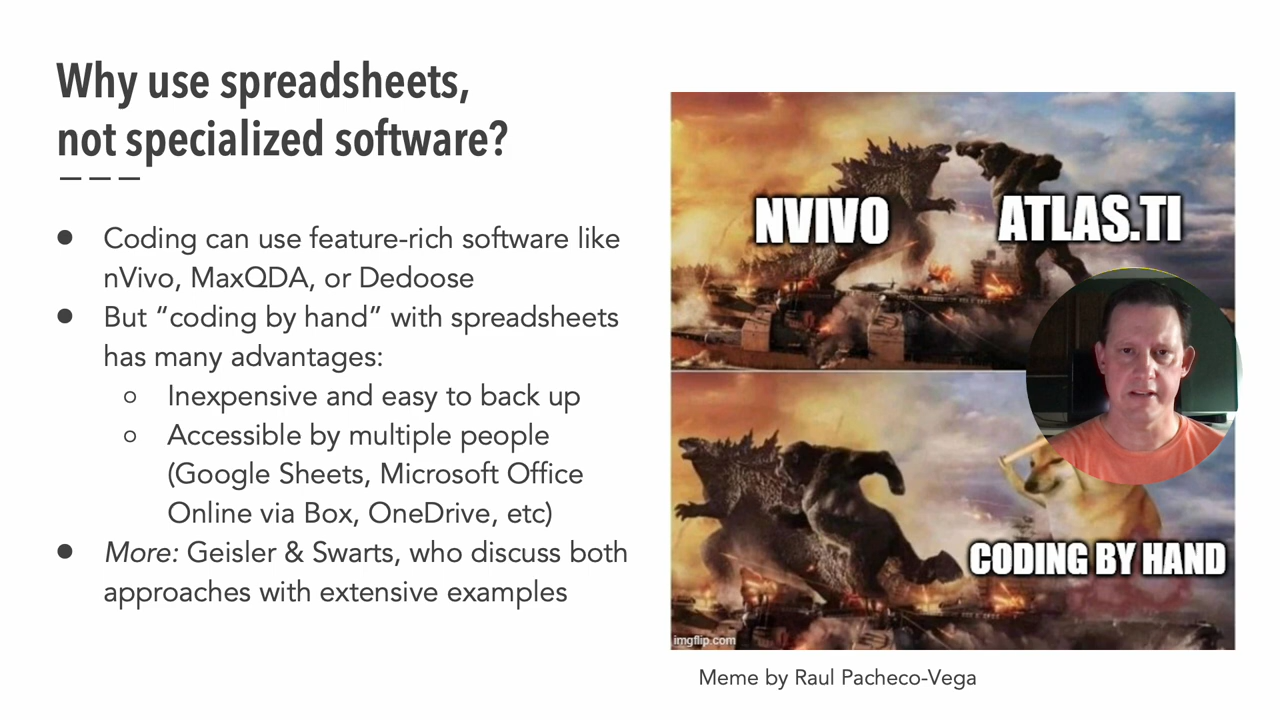 Why use spreadsheets,
not specialized software?
● Coding can use feature-rich software like
nVivo, MaxQDA, or Dedoose
● But “coding by hand” with spreadsheets
has many advantages:
○ Inexpensive and easy to back up
○ Accessible by multiple people
(Google Sheets, Microsoft Office
Online via Box, OneDrive, etc)
● More: Geisler & Swarts, who discuss both
approaches with extensive examples
NVIVO
ATLAS.TI
CODING BY HAND
imgflip.com
Meme by Raul Pacheco-Vega